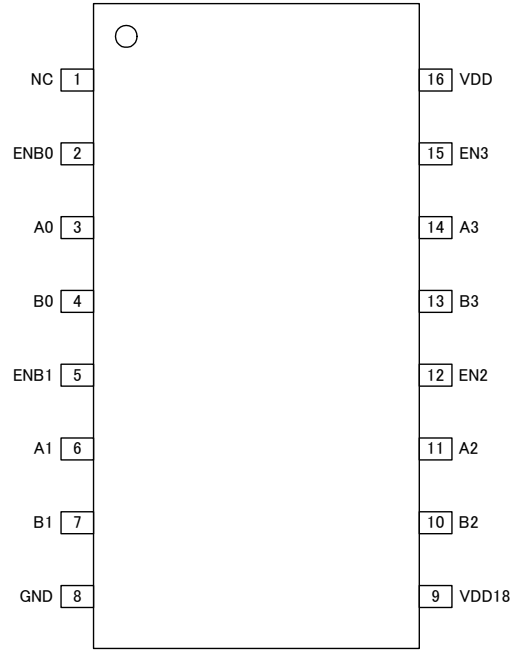 NC 1 16 VDD
ENB0 2 15 EN3
A0 3 14 A3
B0 4 13 B3
ENB1 5 12 EN2
A1 6 11 A2
B1 7 10 B2
GND 8 9 VDD18